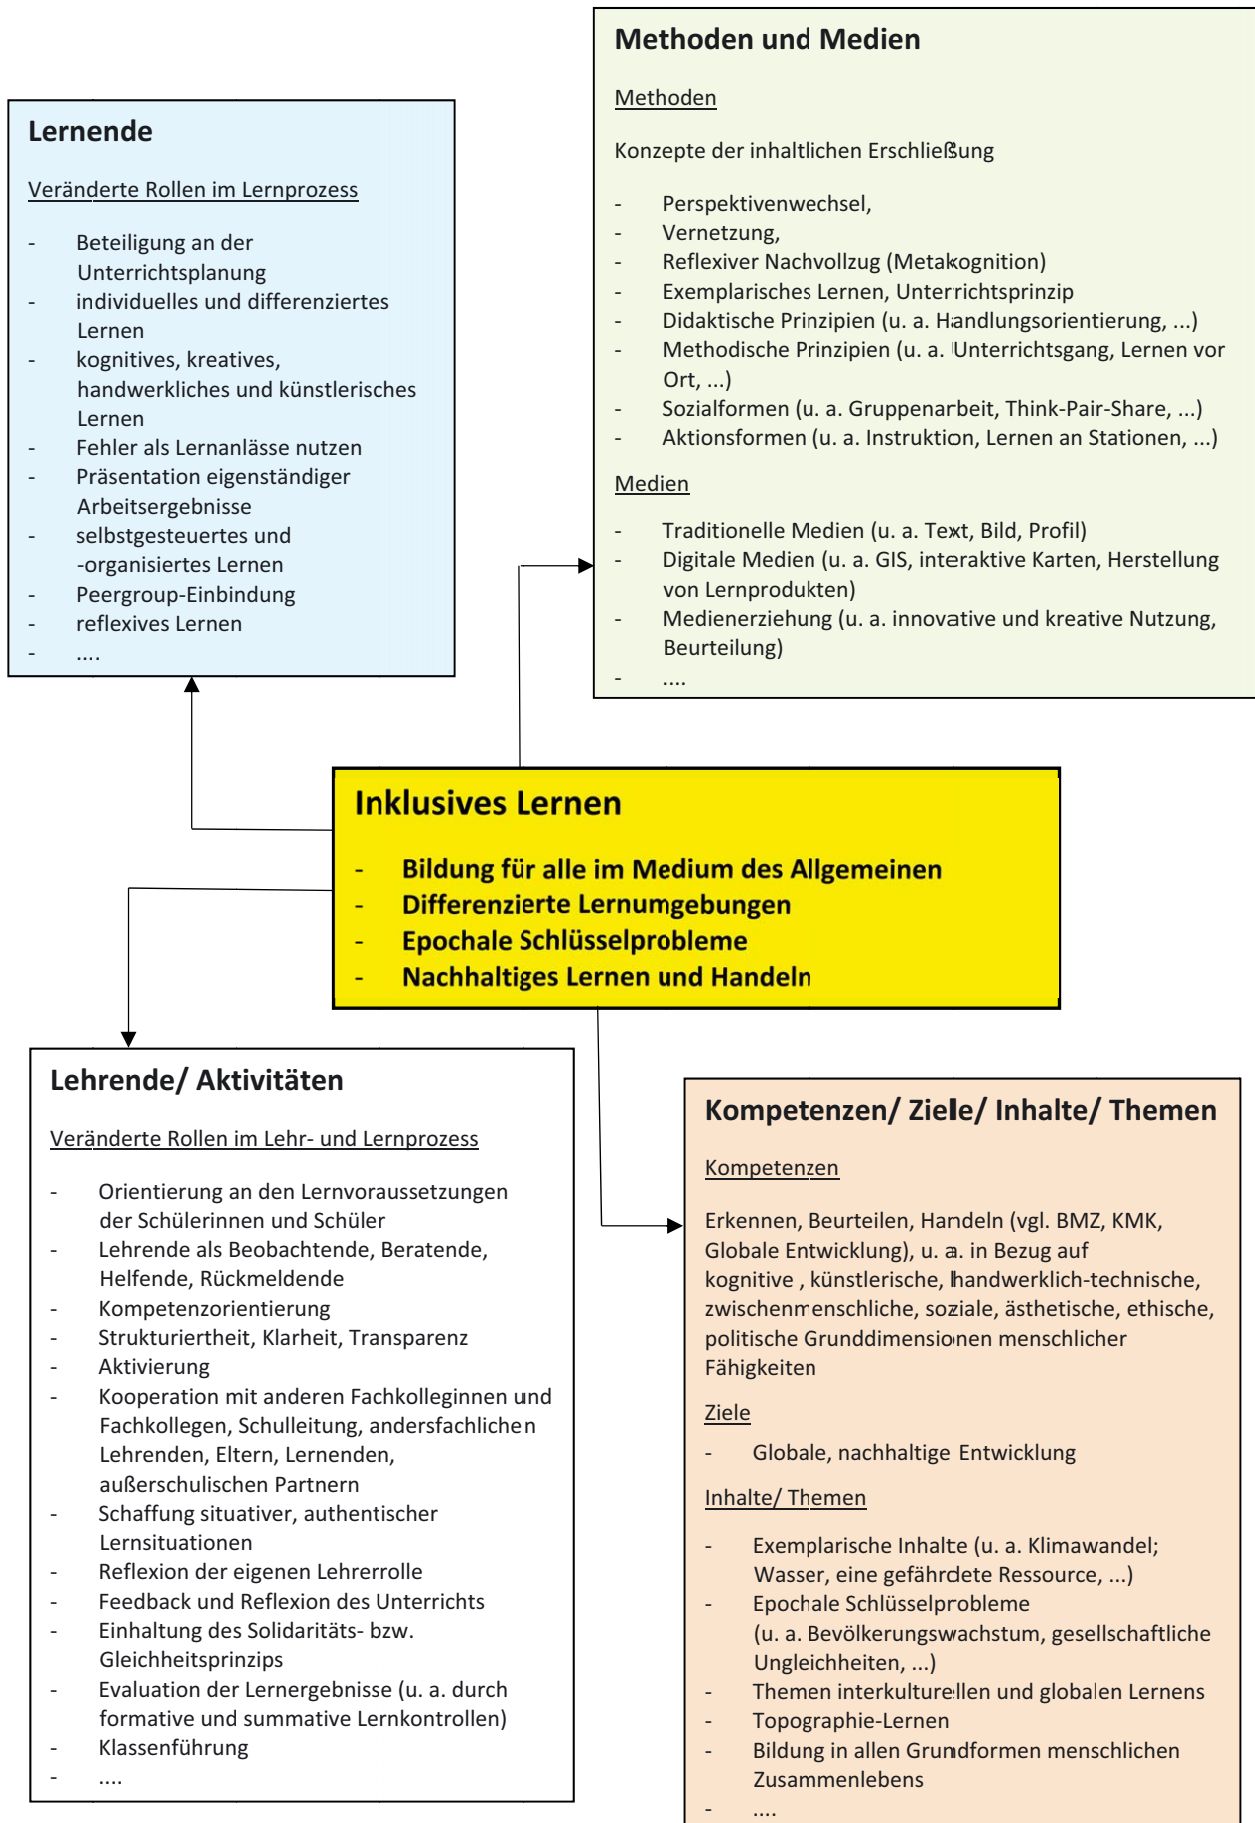 Methoden und Medien
Methoden
Konzepte der inhaltlichen Erschließung
- Perspektivenwechsel,
- Vernetzung,
- Reflexiver Nachvollzug (Metakognition)
- Exemplarisches Lernen, Unterrichtsprinzip
- Didaktische Prinzipien (u. a. Handlungsorientierung, ...)
- Methodische Prinzipien (u. a. Unterrichtsgang, Lernen vor
Ort, ...)
- Sozialformen (u. a. Gruppenarbeit, Think-Pair-Share, ...)
- Aktionsformen (u. a. Instruktion, Lernen an Stationen, ...)
Medien
- Traditionelle Medien (u. a. Text, Bild, Profil)
- Digitale Medien (u. a. GIS, interaktive Karten, Herstellung
von Lernprodukten)
- Medienerziehung (u. a. innovative und kreative Nutzung,
Beurteilung)
- ....
Lernende
Veränderte Rollen im Lernprozess
- Beteiligung an der
Unterrichtsplanung
- individuelles und differenziertes
Lernen
- kognitives, kreatives,
handwerkliches und künstlerisches
Lernen
- Fehler als Lernanlässe nutzen
- Präsentation eigenständiger
Arbeitsergebnisse
- selbstgesteuertes und
-organisiertes Lernen
- Peergroup-Einbindung
- reflexives Lernen
- ....
Inklusives Lernen
- Bildung für alle im Medium des Allgemeinen
- Differenzierte Lernumgebungen
- Epochale Schlüsselprobleme
- Nachhaltiges Lernen und Handeln
Lehrende/ Aktivitäten
Veränderte Rollen im Lehr- und Lernprozess
- Orientierung an den Lernvoraussetzungen
der Schülerinnen und Schüler
- Lehrende als Beobachtende, Beratende,
Helfende, Rückmeldende
- Kompetenzorientierung
- Strukturiertheit, Klarheit, Transparenz
- Aktivierung
- Kooperation mit anderen Fachkolleginnen und
Fachkollegen, Schulleitung, andersfachlichen
Lehrenden, Eltern, Lernenden,
außerschulischen Partnern
- Schaffung situativer, authentischer
Lernsituationen
- Reflexion der eigenen Lehrerrolle
- Feedback und Reflexion des Unterrichts
- Einhaltung des Solidaritäts- bzw.
Gleichheitsprinzips
- Evaluation der Lernergebnisse (u. a. durch
formative und summative Lernkontrollen)
- Klassenführung
- ....
Kompetenzen/ Ziele/ Inhalte/ Themen
Kompetenzen
Erkennen, Beurteilen, Handeln (vgl. BMZ, KMK,
Globale Entwicklung), u. a. in Bezug auf
kognitive , künstlerische, handwerklich-technische,
zwischenmenschliche, soziale, ästhetische, ethische,
politische Grunddimensionen menschlicher
Fähigkeiten
Ziele
- Globale, nachhaltige Entwicklung
Inhalte/ Themen
- Exemplarische Inhalte (u. a. Klimawandel;
Wasser, eine gefährdete Ressource, ...)
- Epochale Schlüsselprobleme
(u. a. Bevölkerungswachstum, gesellschaftliche
Ungleichheiten, ...)
- Themen interkulturellen und globalen Lernens
- Topographie-Lernen
- Bildung in allen Grundformen menschlichen
Zusammenlebens
- ....